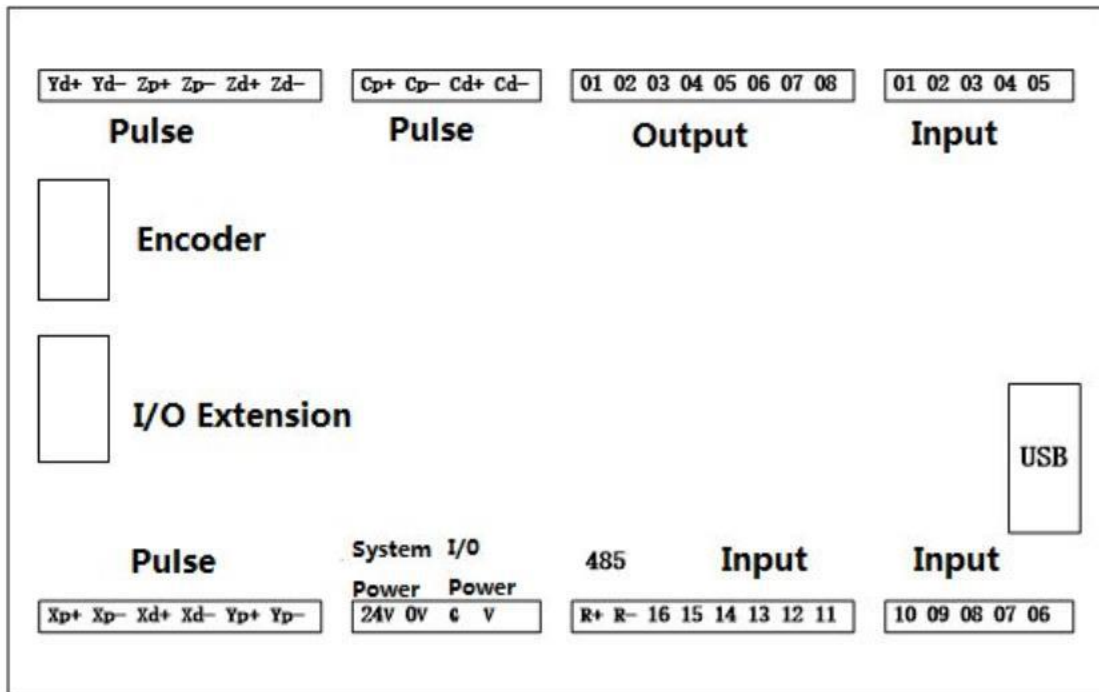 Yd+ Yd- Zp+ Zp- Zd+ Zd-
Cp+ Cp- Cd+ Cd-
01 02 03 04 05 06 07 08
01 02 03 04 05
Pulse
Pulse
Output
Input
Encoder
I/O Extension
USB
Pulse
System I/O
Power Power
485
Input
Input
Xp+ Xp- Xd+ Xd- Yp+ Yp-
24V 0V G V
R+ R- 16 15 14 13 12 11
10 09 08 07 06